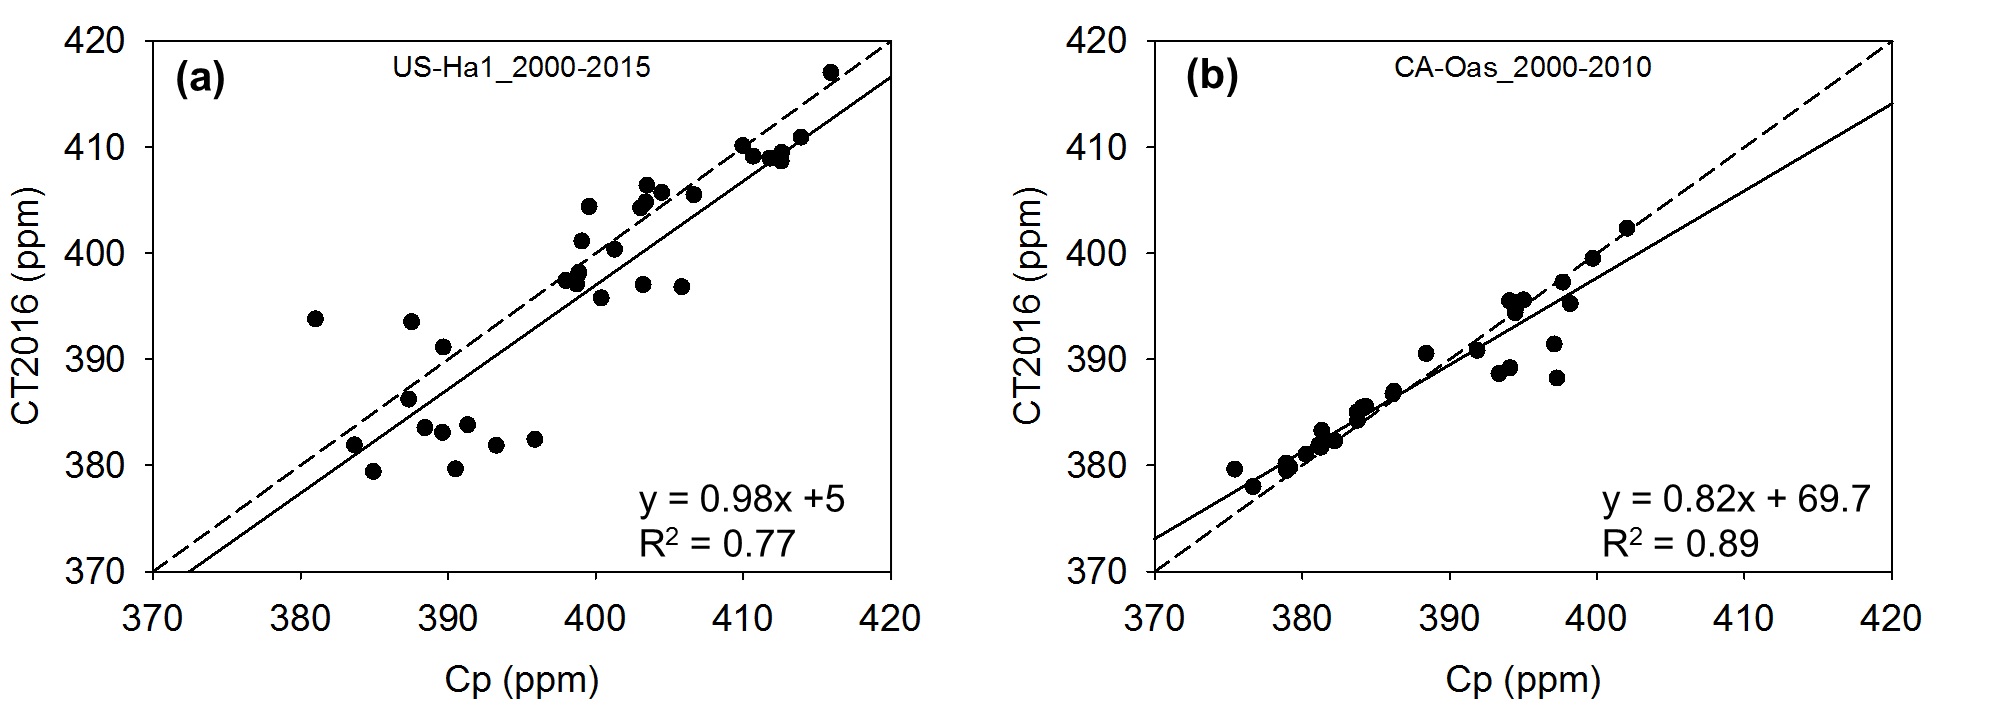 (a)
US-Ha1_2000-2015
420
410
400
390
380
370
CT2016 (ppm)
y = 0.98x +5
R² = 0.77
370 380 390 400 410 420
Cp (ppm)
(b)
CA-Oas_2000-2010
420
410
400
390
380
370
CT2016 (ppm)
y = 0.82x + 69.7
R² = 0.89
370 380 390 400 410 420
Cp (ppm)